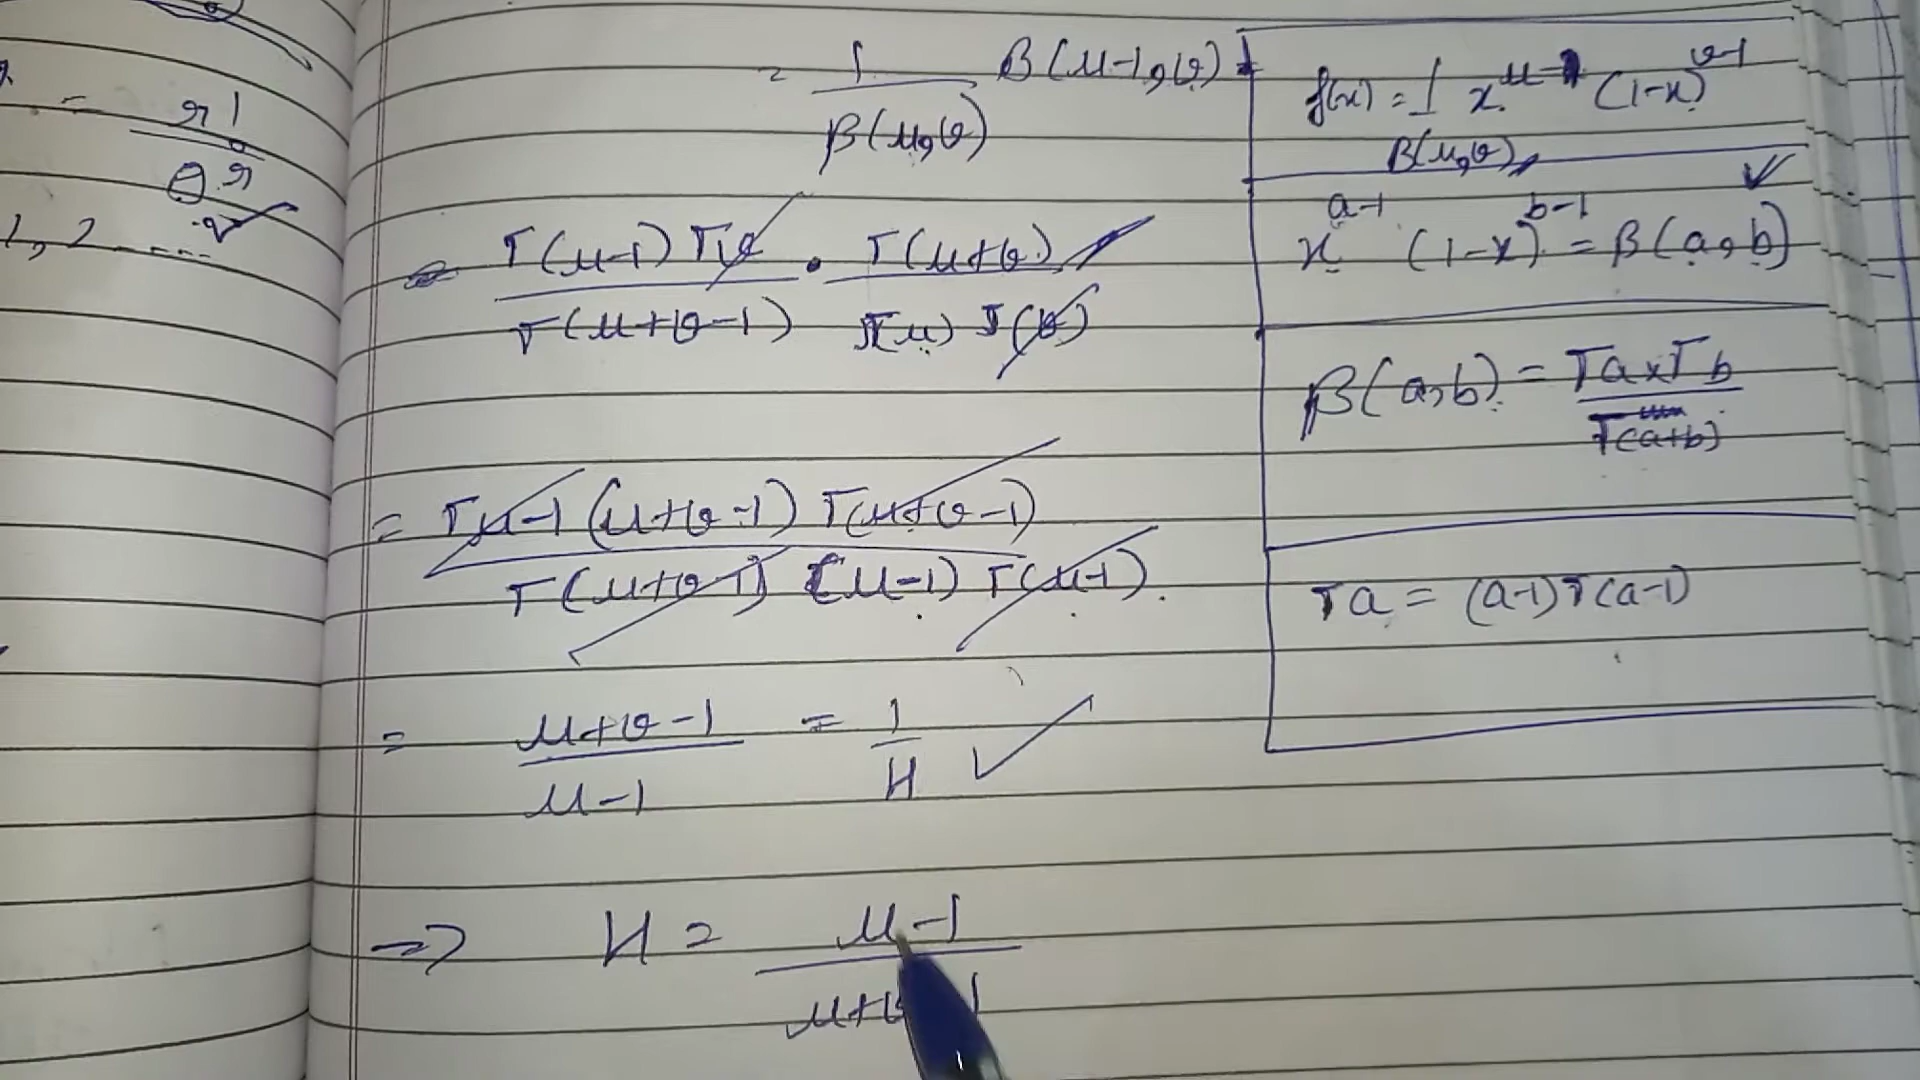 = r! / θ^r
1, 2 ....
= 1 / β(μ, v) β(μ-1, v)
= Γ(μ-1) Γv / Γ(μ+v-1) . Γ(μ+v) / Γ(μ) Γ(v)
= Γμ-1 (μ+v-1) Γ(μ+v-1) / Γ(μ+v-1) (μ-1) Γ(μ-1).
= μ+v-1 / μ-1 = 1 / H
=> H = μ-1 / μ+v-1
f(x) = 1 / β(μ, v) x^μ-1 (1-x)^v-1
x^a-1 (1-x)^b-1 = β(a, b)
β(a, b) = Γa x Γb / Γ(a+b)
Γa = (a-1) Γ(a-1)